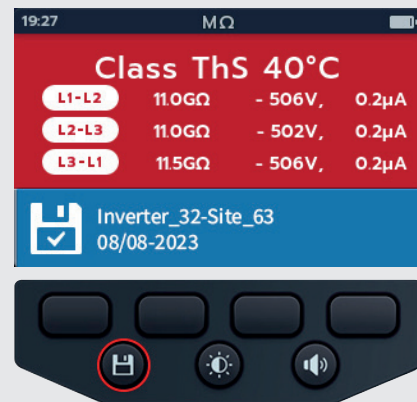 19:27 MΩ
Class ThS 40°C
L1-L2 11.0GΩ - 506V, 0.2µA
L2-L3 11.0GΩ - 502V, 0.2µA
L3-L1 11.5GΩ - 506V, 0.2µA
Inverter_32-Site_63
08/08-2023